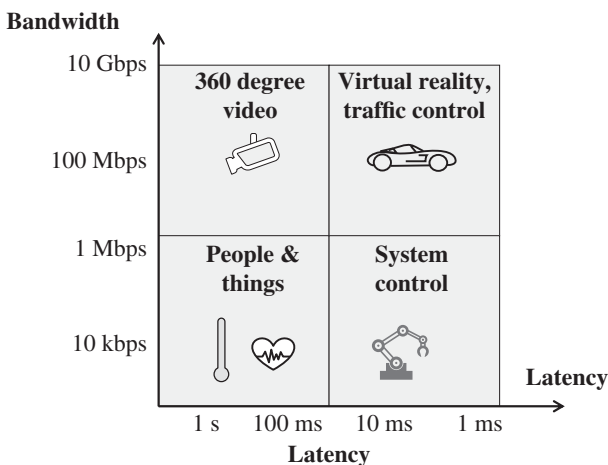 Bandwidth
10 Gbps
360 degree
video
Virtual reality,
traffic control
100 Mbps
1 Mbps
People &
things
System
control
10 kbps
Latency
1 s
100 ms
10 ms
1 ms
Latency